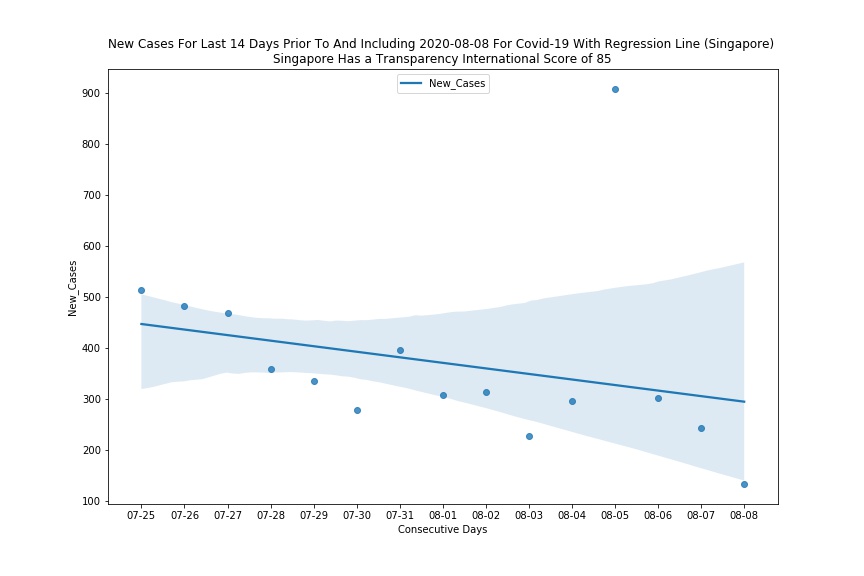 New Cases For Last 14 Days Prior To And Including 2020-08-08 For Covid-19 With Regression Line (Singapore)
Singapore Has a Transparency International Score of 85
New_Cases
900
800
700
600
500
400
300
200
100
New_Cases
07-25 07-26 07-27 07-28 07-29 07-30 07-31 08-01 08-02 08-03 08-04 08-05 08-06 08-07 08-08
Consecutive Days